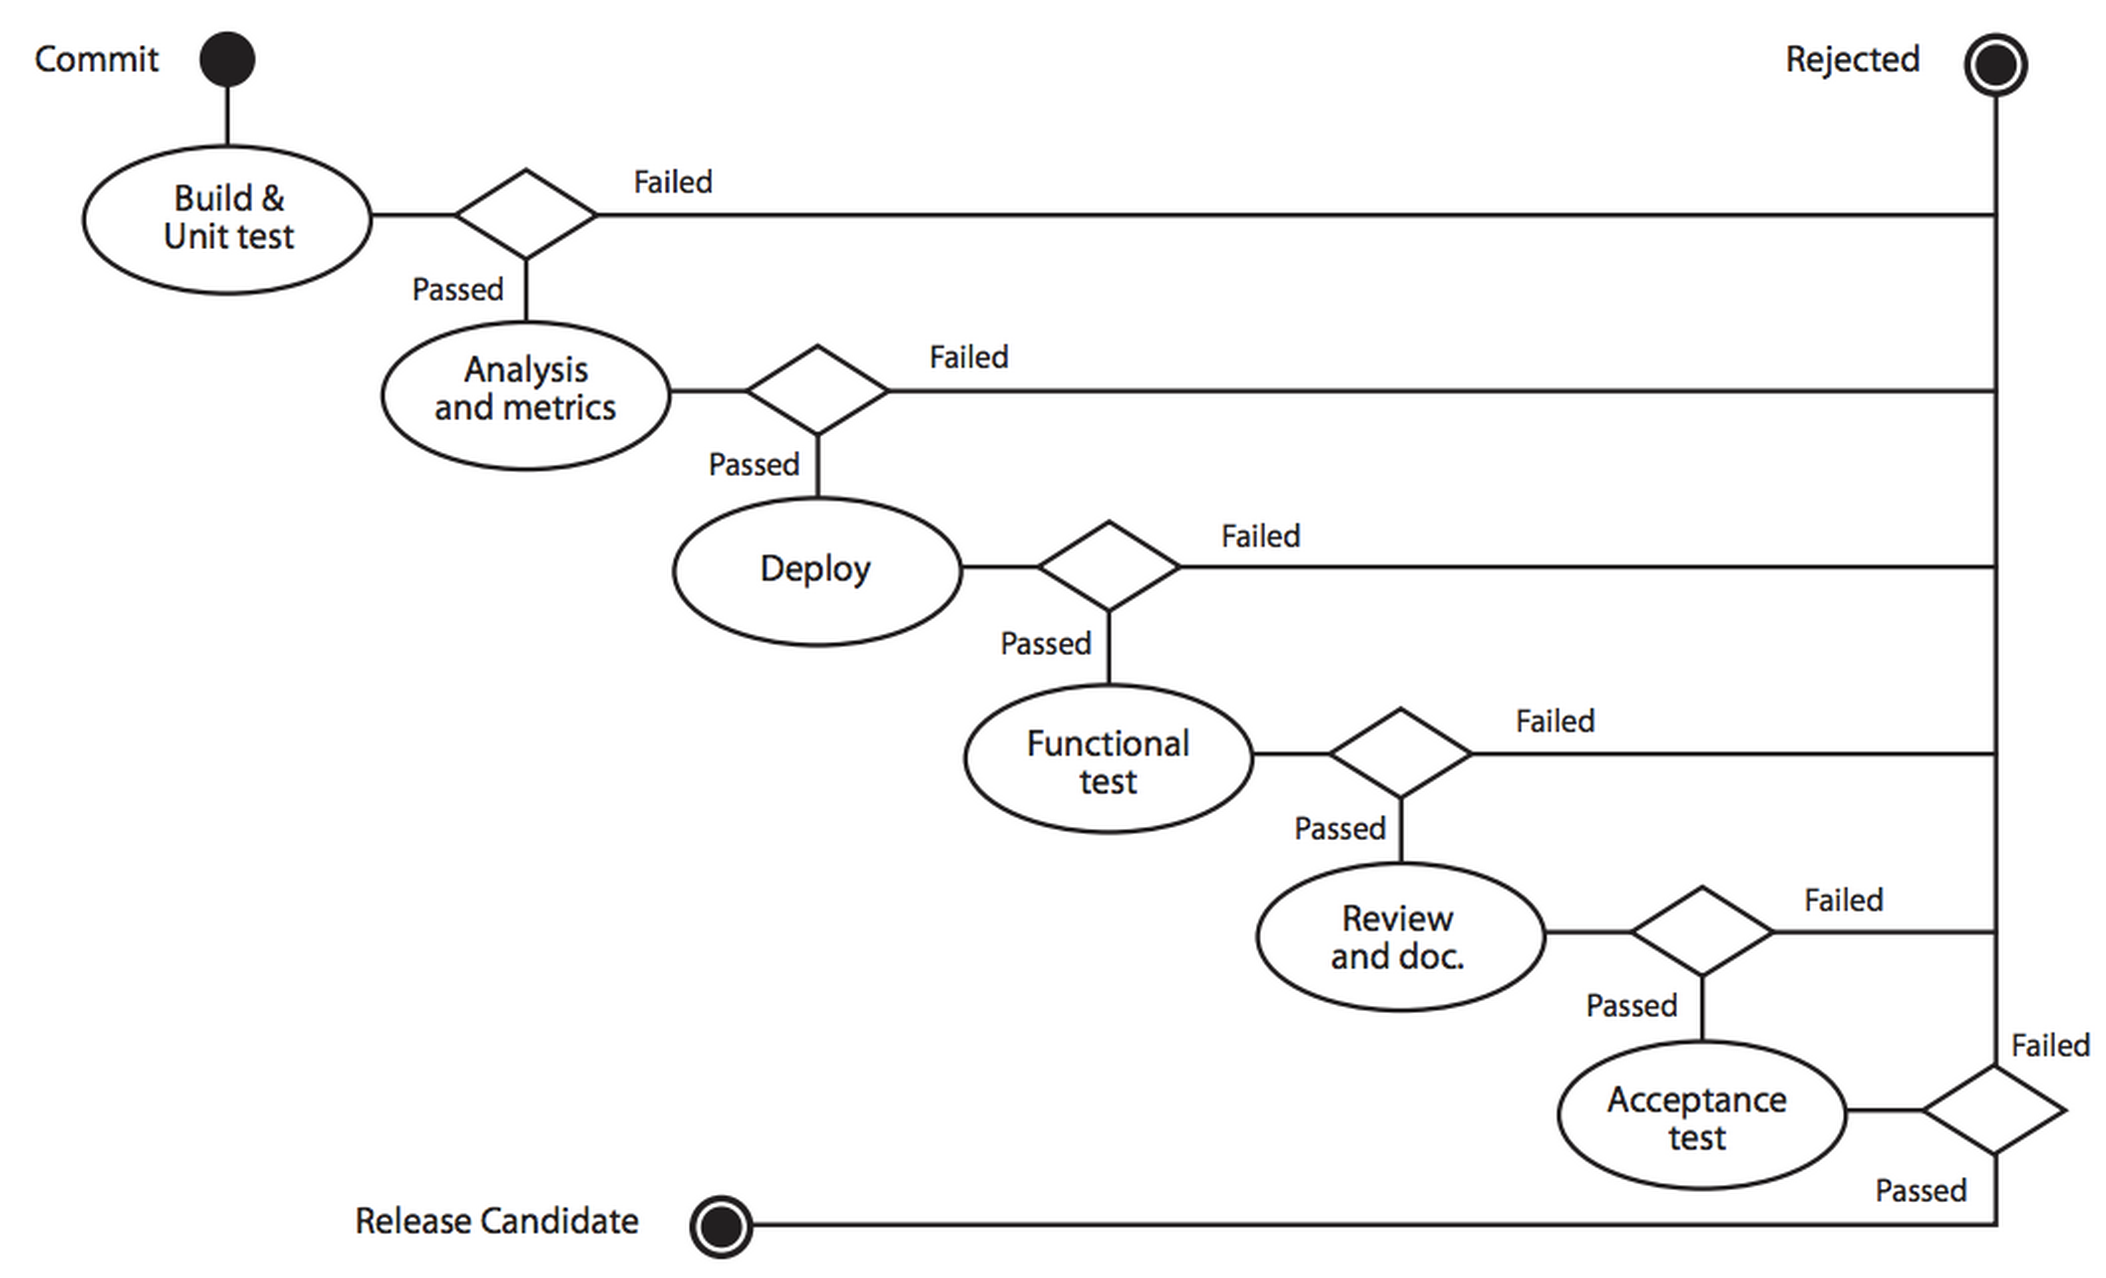 Commit
Rejected
Build &
Unit test
Failed
Passed
Analysis
and metrics
Failed
Passed
Deploy
Failed
Passed
Functional
test
Failed
Passed
Review
and doc.
Failed
Passed
Acceptance
test
Failed
Passed
Release Candidate